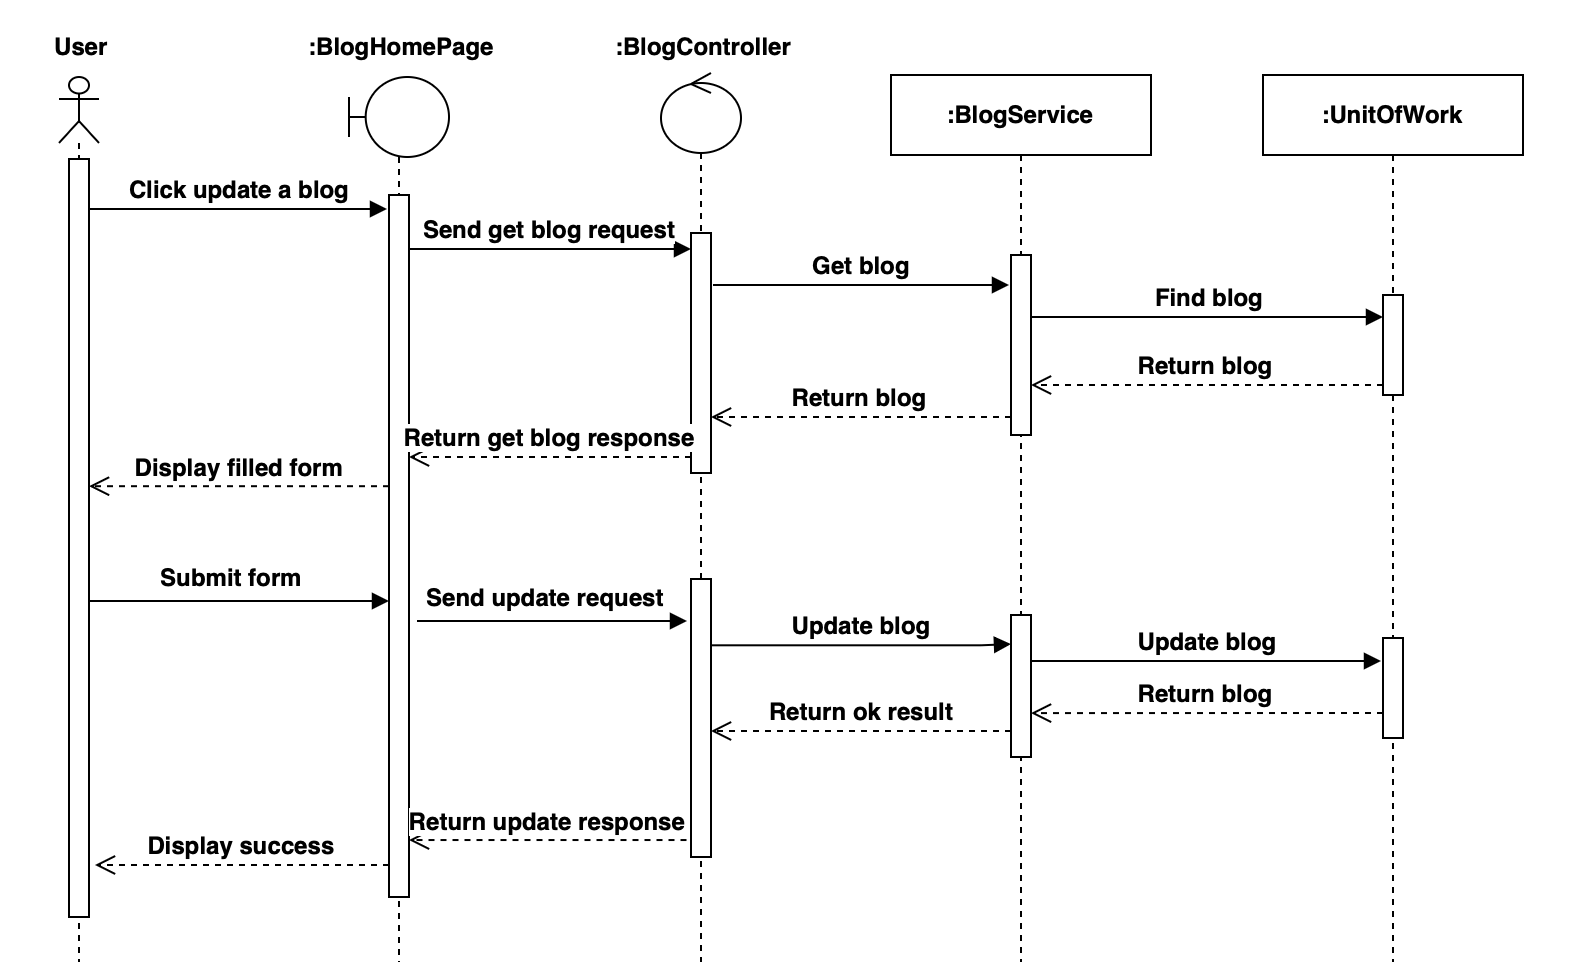 User
:BlogHomePage
:BlogController
:BlogService
:UnitOfWork
Click update a blog
Send get blog request
Get blog
Find blog
Return blog
Return blog
Return get blog response
Display filled form
Submit form
Send update request
Update blog
Update blog
Return blog
Return ok result
Return update response
Display success